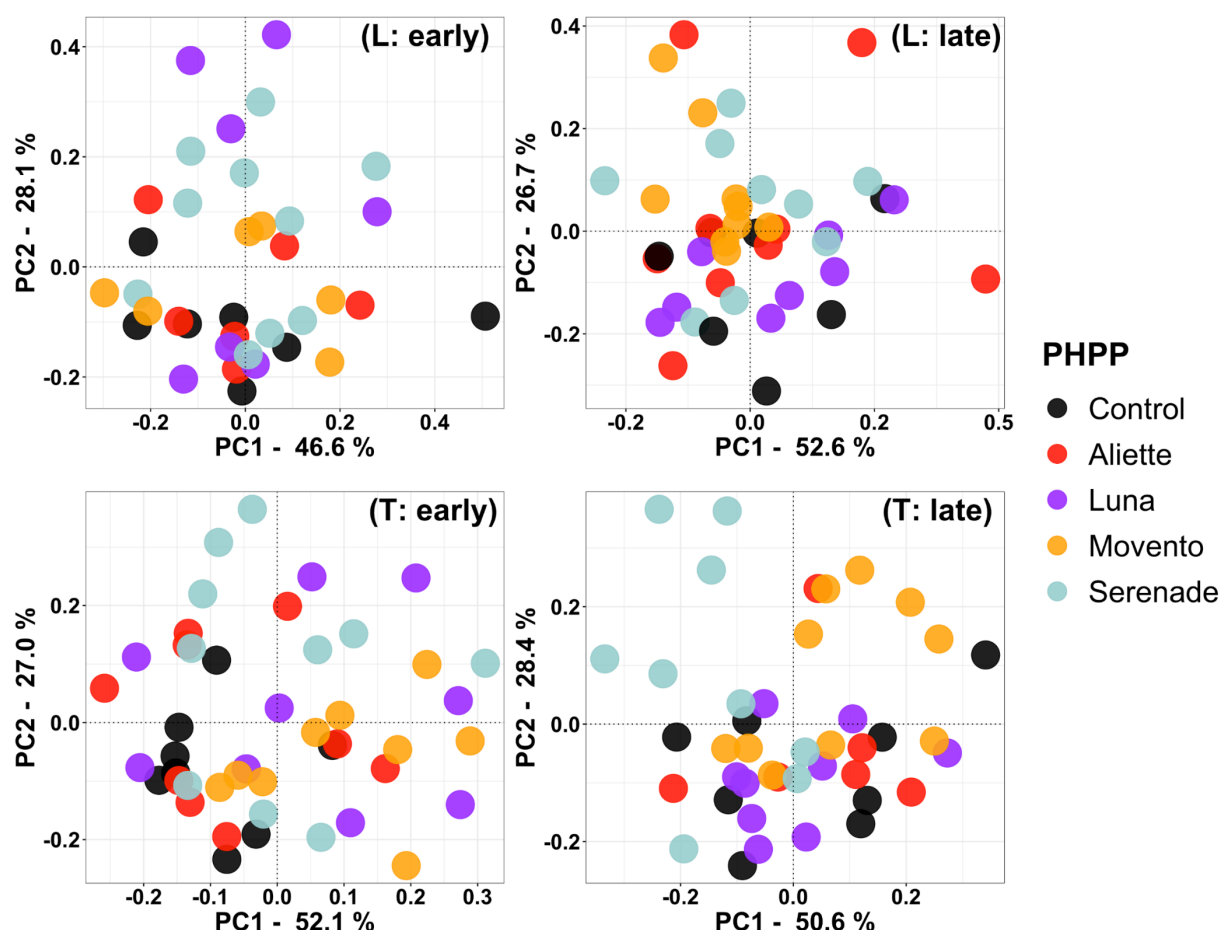 (L: early)
0.4
0.2
0.0
-0.2
PC2 - 28.1 %
-0.2
0.0
0.2
0.4
PC1 - 46.6 %
(L: late)
0.4
0.2
0.0
-0.2
PC2 - 26.7 %
-0.2
0.0
0.2
0.5
PC1 - 52.6 %
(T: early)
0.2
0.0
-0.2
PC2 - 27.0 %
-0.2
-0.1
0.0
0.1
0.2
0.3
PC1 - 52.1 %
(T: late)
0.2
0.0
-0.2
PC2 - 28.4 %
-0.2
0.0
0.2
PC1 - 50.6 %
PHPP
Control
Aliette
Luna
Movento
Serenade